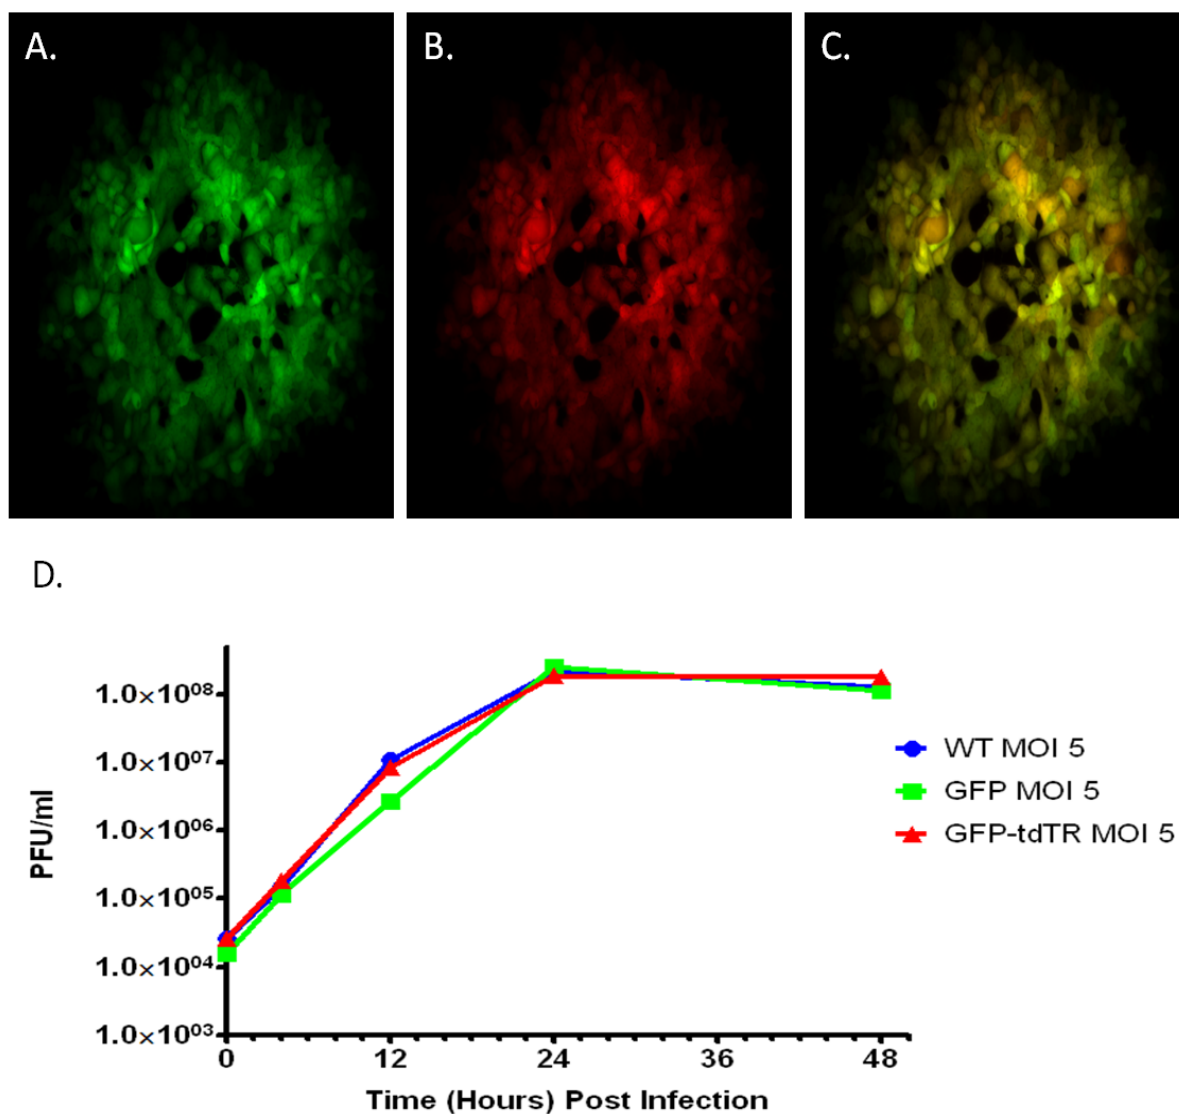 A.
B.
C.
D.
PFU/ml
1.0×10⁰⁸
1.0×10⁰⁷
1.0×10⁰⁶
1.0×10⁰⁵
1.0×10⁰⁴
1.0×10⁰³
0 12 24 36 48
Time (Hours) Post Infection
WT MOI 5
GFP MOI 5
GFP-tdTR MOI 5